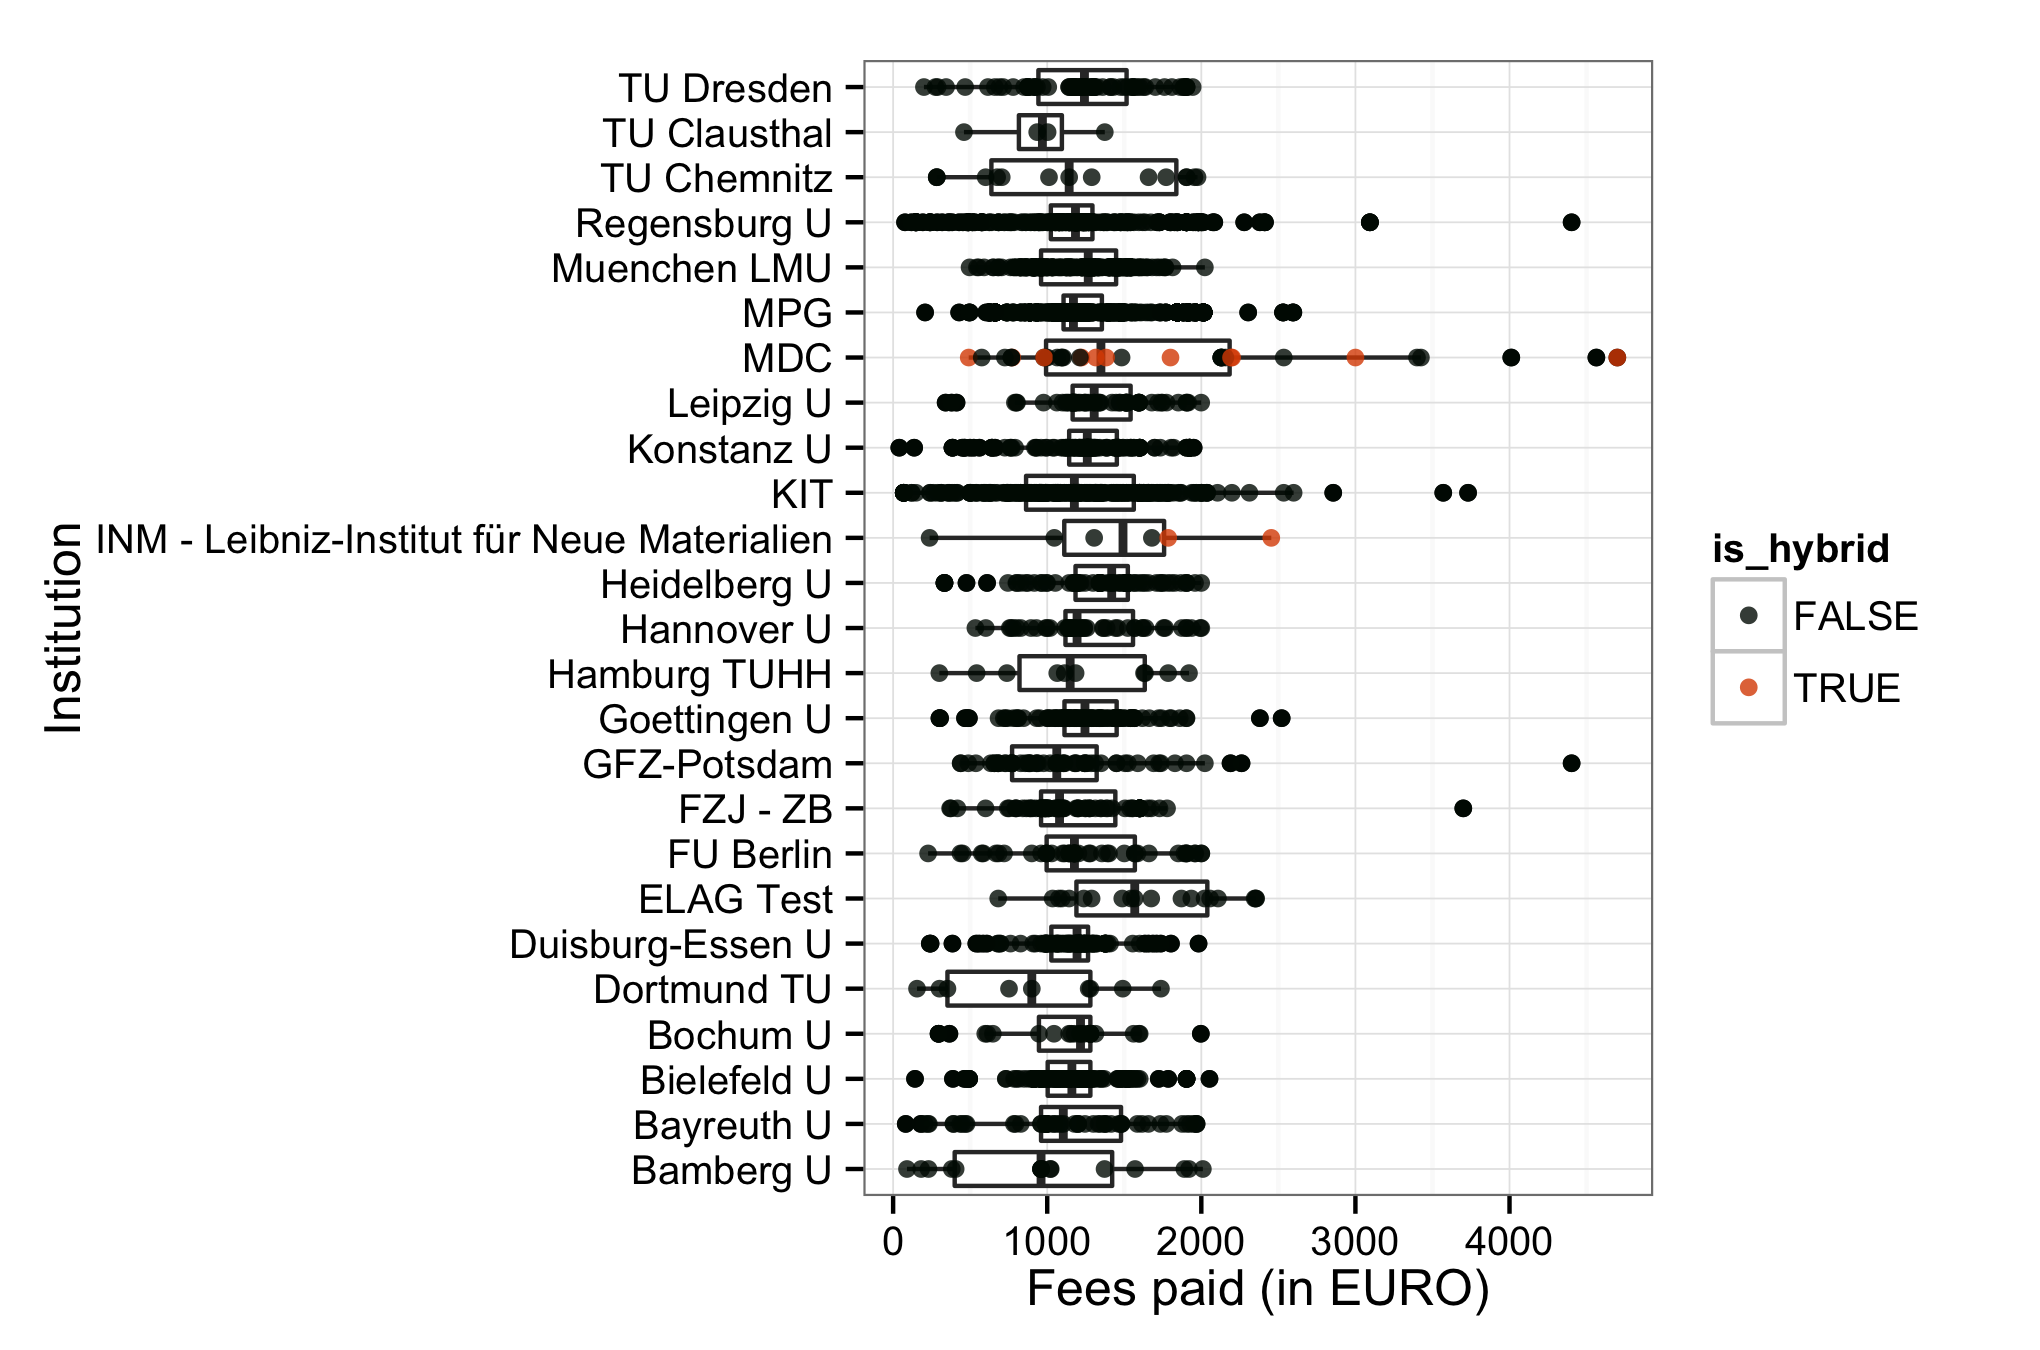 TU Dresden
TU Clausthal
TU Chemnitz
Regensburg U
Muenchen LMU
MPG
MDC
Leipzig U
Konstanz U
KIT
INM - Leibniz-Institut für Neue Materialien
Heidelberg U
Hannover U
Hamburg TUHH
Goettingen U
GFZ-Potsdam
FZJ - ZB
FU Berlin
ELAG Test
Duisburg-Essen U
Dortmund TU
Bochum U
Bielefeld U
Bayreuth U
Bamberg U
Institution
0 1000 2000 3000 4000
Fees paid (in EURO)
is_hybrid
FALSE
TRUE